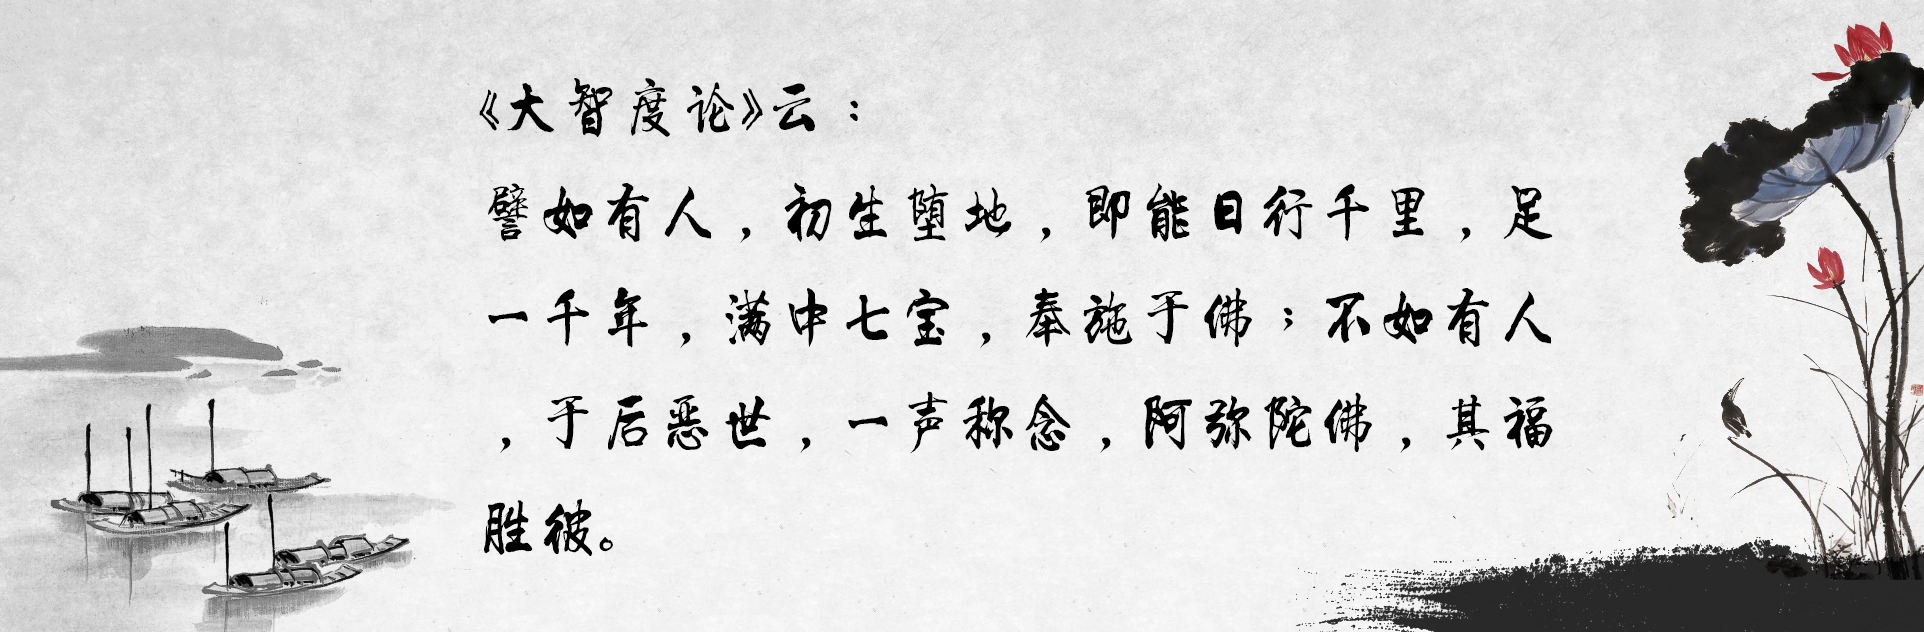 《大智度论》云：
譬如有人，初生堕地，即能日行千里，足
一千年，满中七宝，奉施于佛；不如有人
，于后恶世，一声称念，阿弥陀佛，其福
胜彼。